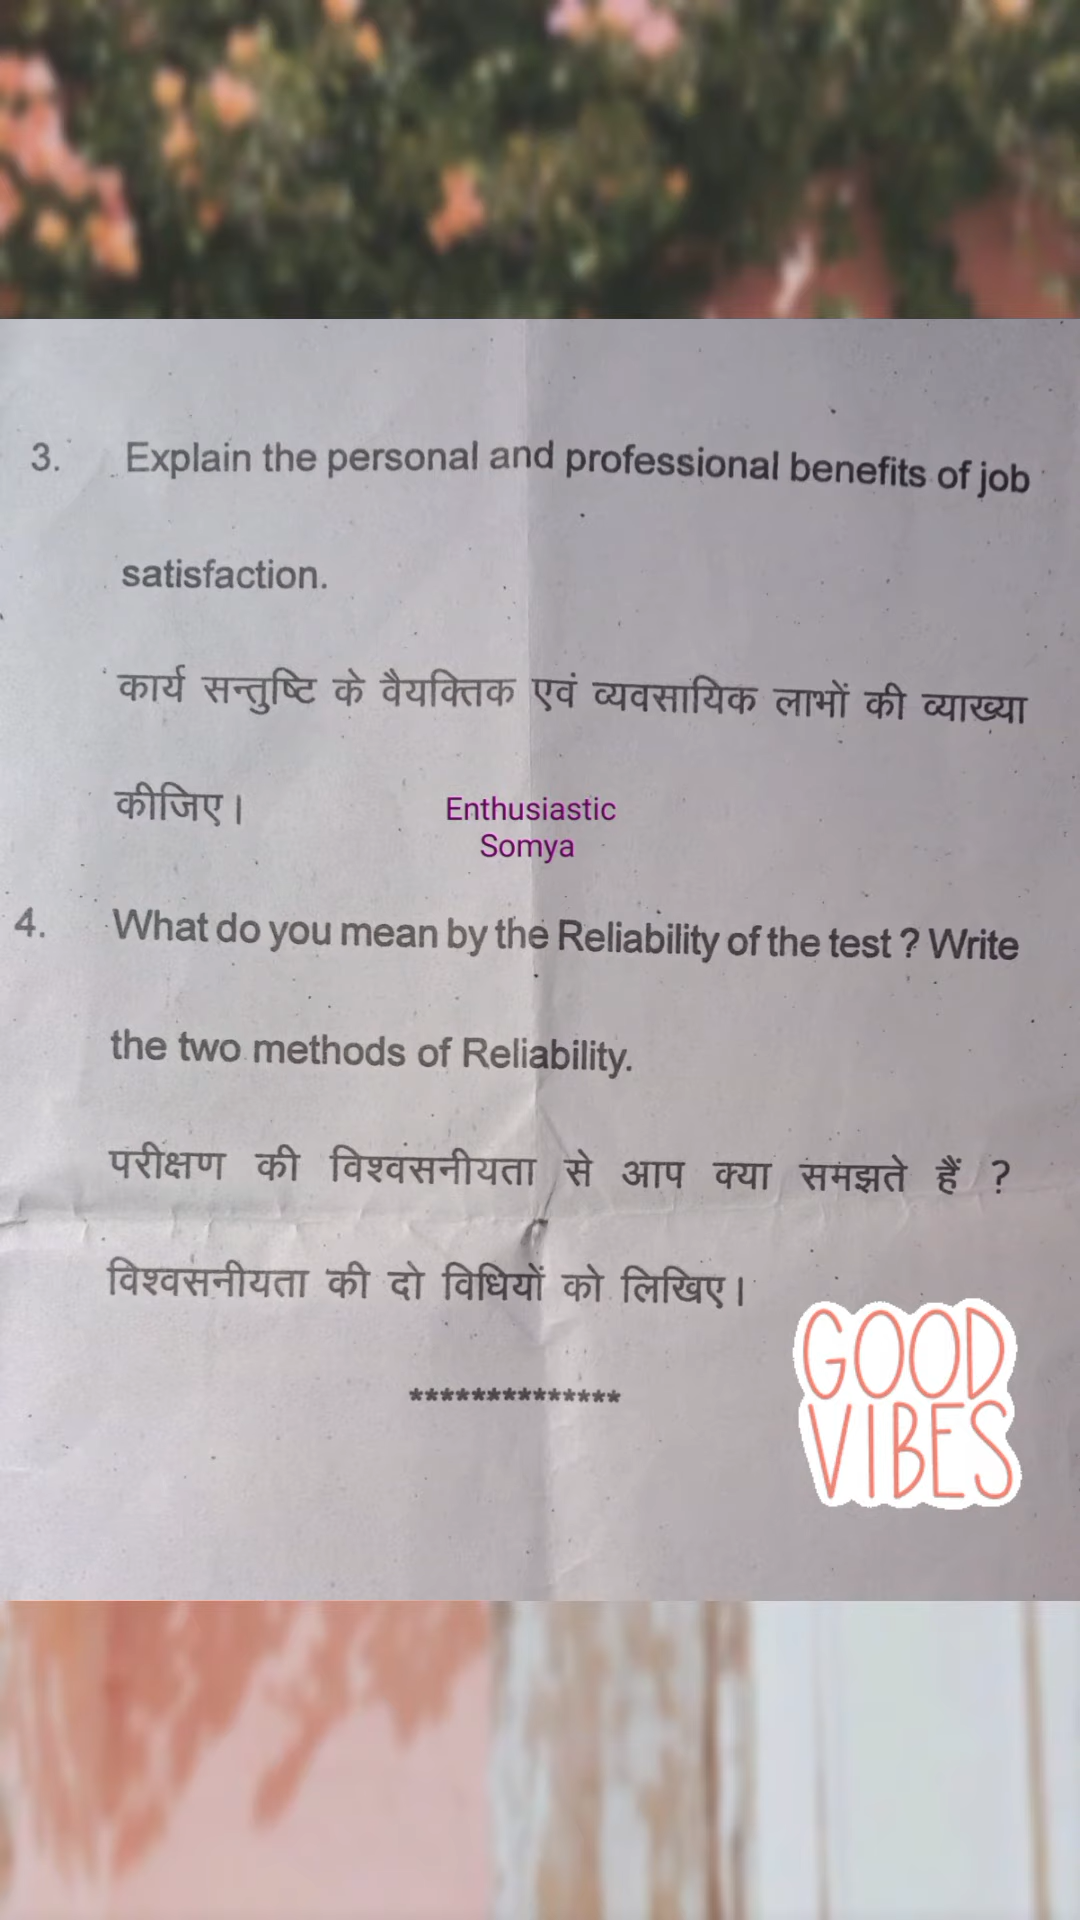 3. Explain the personal and professional benefits of job
satisfaction.
कार्य सन्तुष्टि के वैयक्तिक एवं व्यवसायिक लाभों की व्याख्या
कीजिए।
Enthusiastic
Somya
4. What do you mean by the Reliability of the test ? Write
the two methods of Reliability.
परीक्षण की विश्वसनीयता से आप क्या समझते हैं ?
विश्वसनीयता की दो विधियों को लिखिए।
**************
GOOD
VIBES